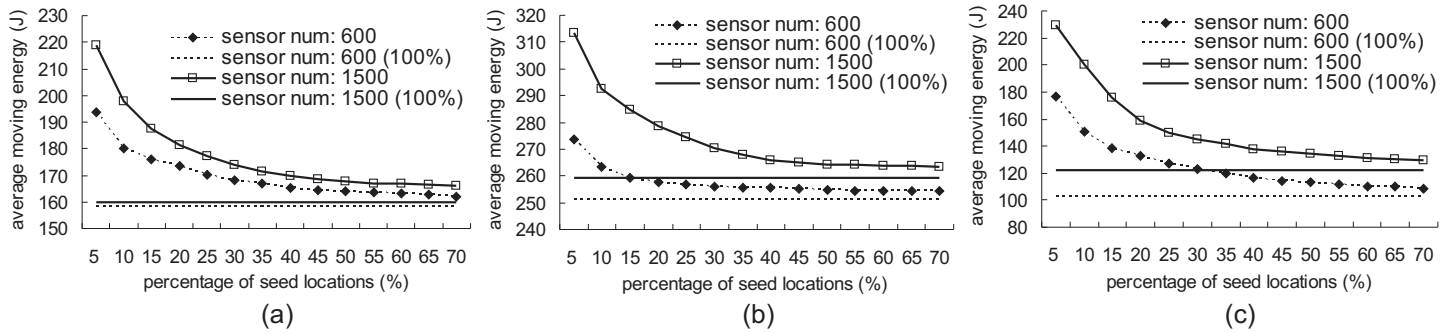 average moving energy (J)
230
220
210
200
190
180
170
160
150
sensor num: 600
sensor num: 600 (100%)
sensor num: 1500
sensor num: 1500 (100%)
5 10 15 20 25 30 35 40 45 50 55 60 65 70
percentage of seed locations (%)
(a)
average moving energy (J)
320
310
300
290
280
270
260
250
240
sensor num: 600
sensor num: 600 (100%)
sensor num: 1500
sensor num: 1500 (100%)
5 10 15 20 25 30 35 40 45 50 55 60 65 70
percentage of seed locations (%)
(b)
average moving energy (J)
240
220
200
180
160
140
120
100
80
sensor num: 600
sensor num: 600 (100%)
sensor num: 1500
sensor num: 1500 (100%)
5 10 15 20 25 30 35 40 45 50 55 60 65 70
percentage of seed locations (%)
(c)